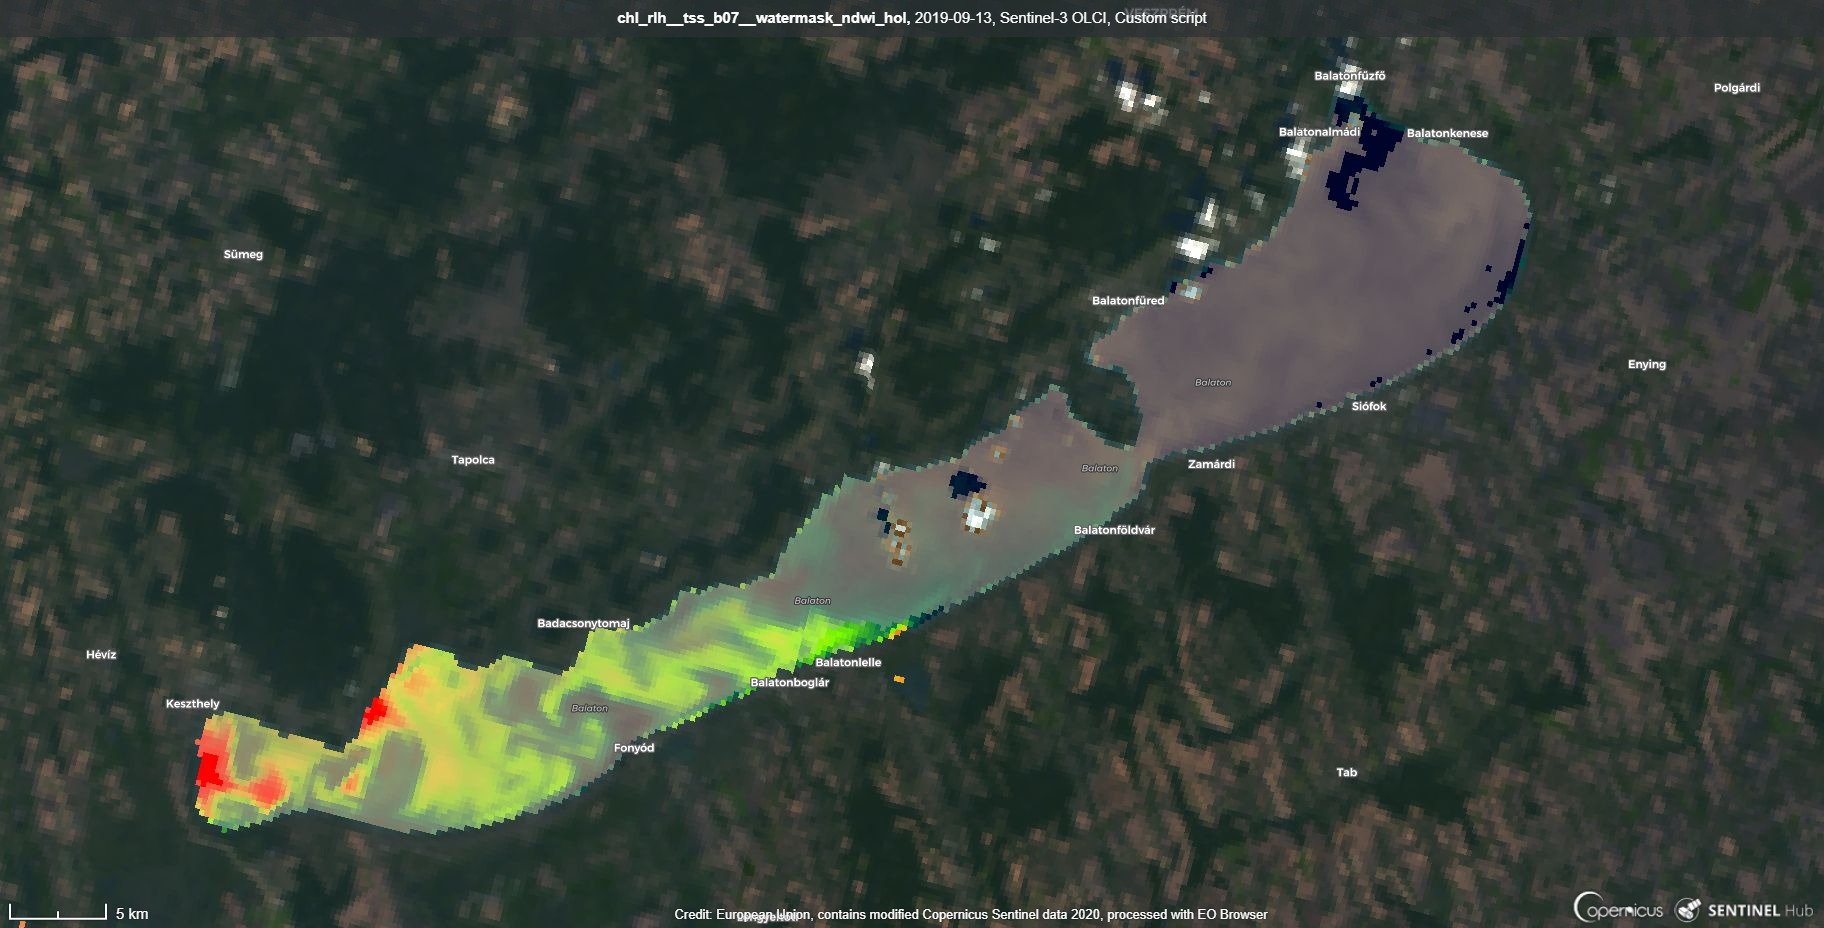 VESZPRÉM
chl_rlh__tss_b07__watermask_ndwi_hol, 2019-09-13, Sentinel-3 OLCI, Custom script
Balatonfűzfő
Polgárdi
Balatonalmádi
Balatonkenese
Sümeg
Balatonfüred
Enying
Balaton
Siófok
Tapolca
Balaton
Zamárdi
Balatonföldvár
Balaton
Badacsonytomaj
Hévíz
Balatonlelle
Balatonboglár
Keszthely
Balaton
Fonyód
Tab
5 km
Credit: European Union, contains modified Copernicus Sentinel data 2020, processed with EO Browser
opernicus
SENTINEL Hub